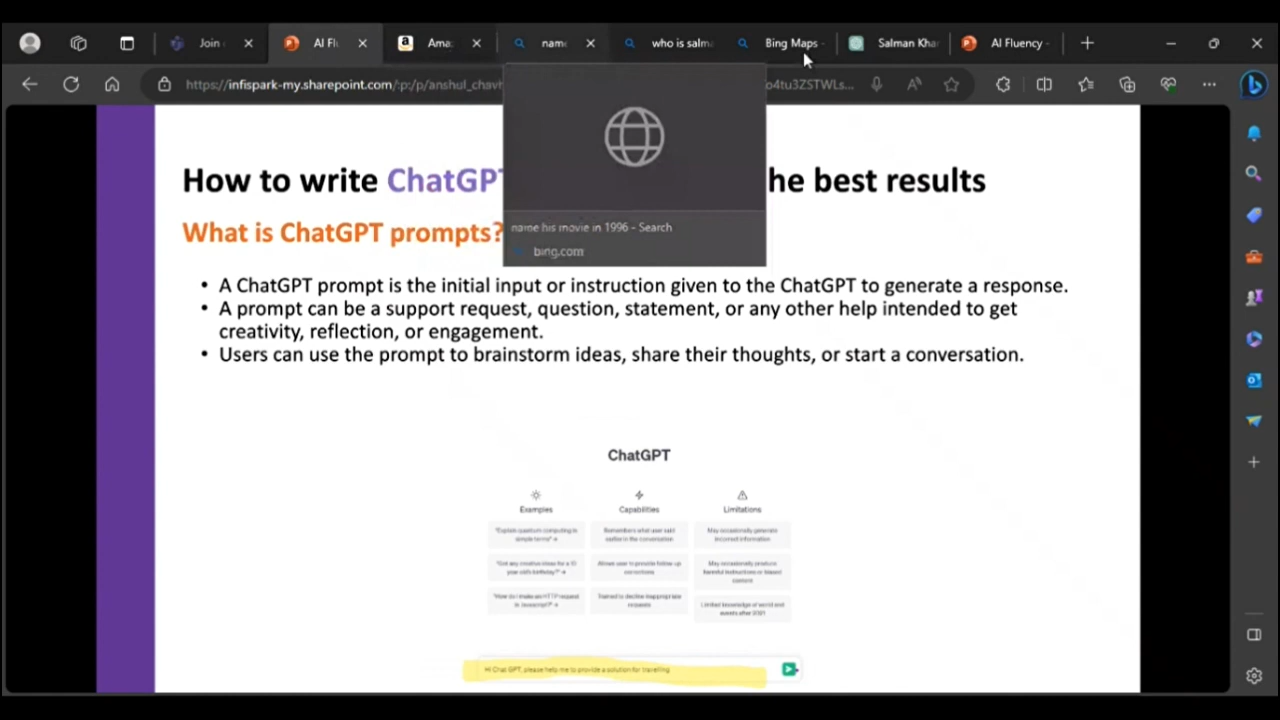 Join
AI Fl
Ama
name
who is salm
Bing Maps -
Salman Khar
AI Fluency -
https://infispark-my.sharepoint.com/:p:/p/anshul_chav
o4tu3ZSTWLs...
name his movie in 1996 - Search
bing.com
How to write ChatGPT
he best results
What is ChatGPT prompts?
• A ChatGPT prompt is the initial input or instruction given to the ChatGPT to generate a response.
• A prompt can be a support request, question, statement, or any other help intended to get
creativity, reflection, or engagement.
• Users can use the prompt to brainstorm ideas, share their thoughts, or start a conversation.
ChatGPT
Examples
Capabilities
Limitations
"Explain quantum computing in
simple terms" →
Remembers what user said
earlier in the conversation
May occasionally generate
incorrect information
"Got any creative ideas for a 10
year old's birthday?" →
Allows user to provide follow-up
corrections
May occasionally produce
harmful instructions or biased
content
"How do I make an HTTP request
in Javascript?" →
Trained to decline inappropriate
requests
Limited knowledge of world and
events after 2021
Hi Chat GPT, please help me to provide a solution for travelling